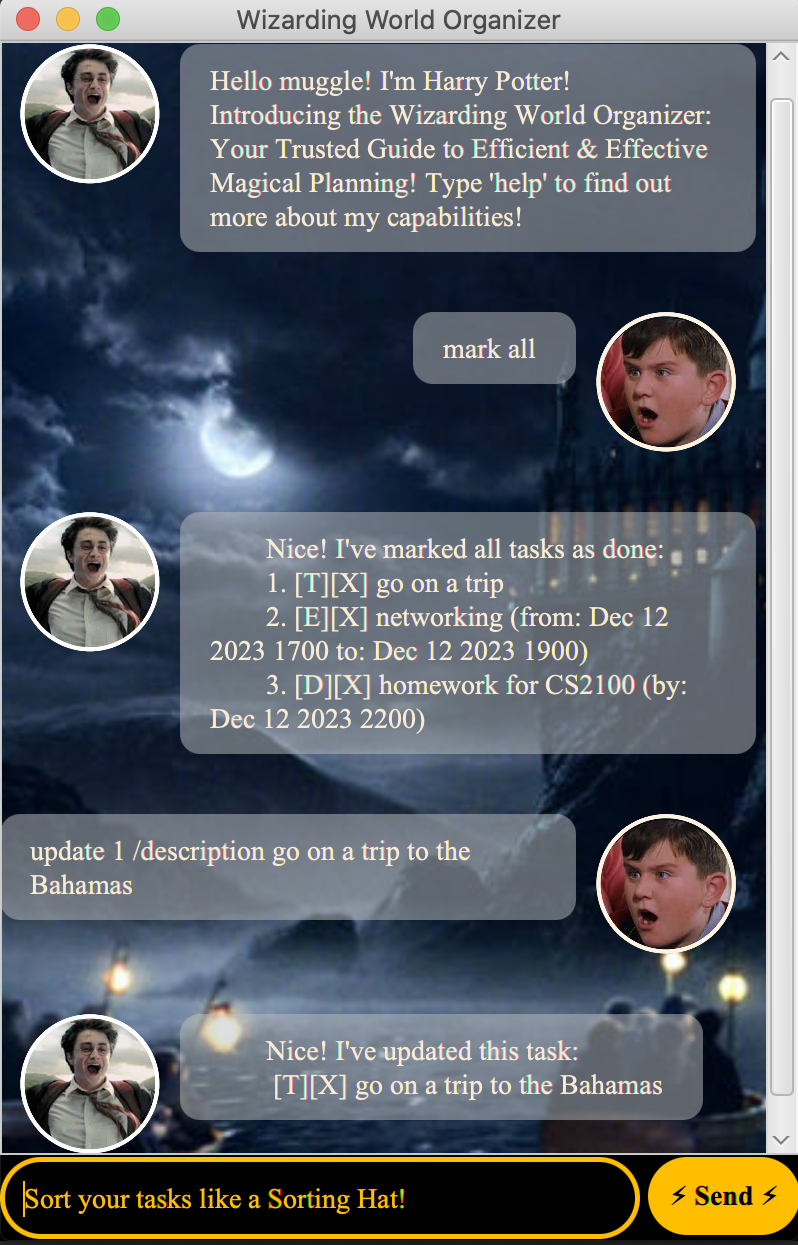 Wizarding World Organizer
Hello muggle! I'm Harry Potter!
Introducing the Wizarding World Organizer:
Your Trusted Guide to Efficient & Effective
Magical Planning! Type 'help' to find out
more about my capabilities!
mark all
Nice! I've marked all tasks as done:
1. [T][X] go on a trip
2. [E][X] networking (from: Dec 12
2023 1700 to: Dec 12 2023 1900)
3. [D][X] homework for CS2100 (by:
Dec 12 2023 2200)
update 1 /description go on a trip to the
Bahamas
Nice! I've updated this task:
[T][X] go on a trip to the Bahamas
Sort your tasks like a Sorting Hat!
⚡ Send ⚡